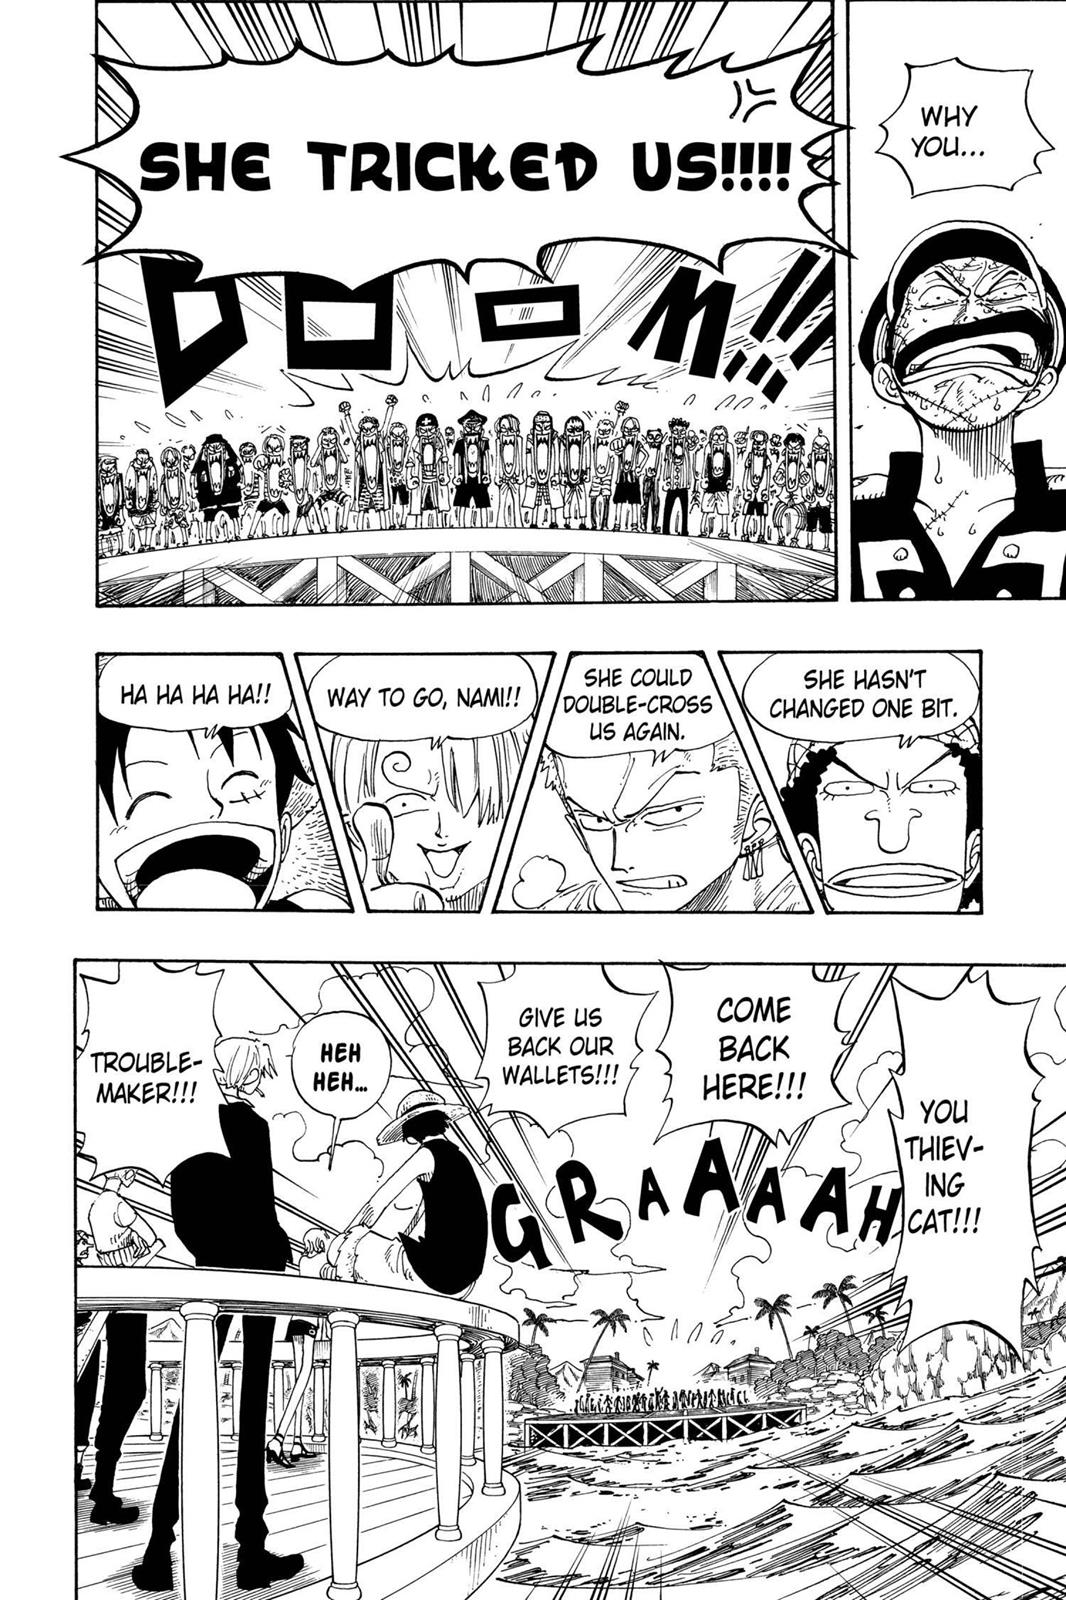 WHY
YOU...
SHE TRICKED US!!!!
BOOM!!!
HA HA HA HA!!
WAY TO GO, NAMI!!
SHE COULD
DOUBLE-CROSS
US AGAIN.
SHE HASN'T
CHANGED ONE BIT.
TROUBLE-
MAKER!!!
HEH
HEH...
GIVE US
BACK OUR
WALLETS!!!
COME
BACK
HERE!!!
YOU
THIEV-
ING
CAT!!!
GRAAAAAH